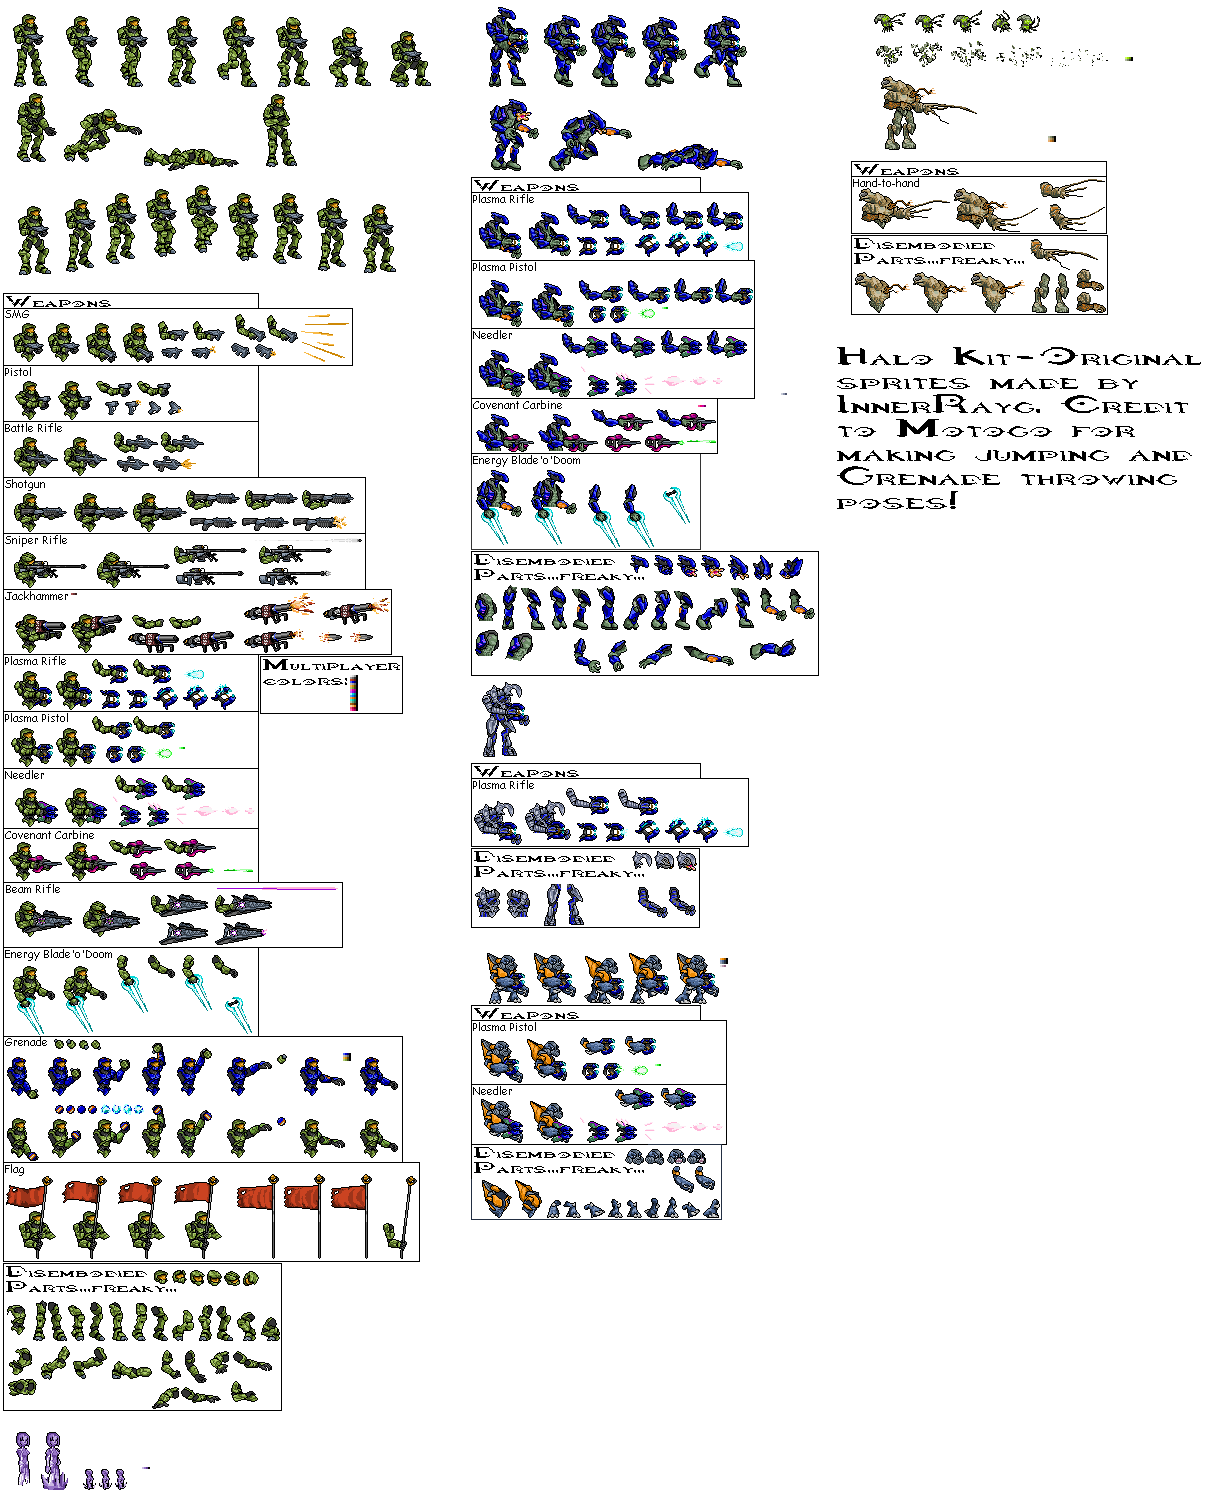 Weapons
SMG
Pistol
Battle Rifle
Shotgun
Sniper Rifle
Jackhammer
Plasma Rifle
Multiplayer
colors!
Plasma Pistol
Needler
Covenant Carbine
Beam Rifle
Energy Blade 'o' Doom
Grenade
Flag
Disembodied
Parts...freaky...
Weapons
Plasma Rifle
Plasma Pistol
Needler
Covenant Carbine
Energy Blade 'o' Doom
Disembodied
Parts...freaky...
Weapons
Plasma Rifle
Disembodied
Parts...freaky...
Weapons
Plasma Pistol
Needler
Disembodied
Parts...freaky...
Weapons
Hand-to-hand
Disembodied
Parts...freaky...
Halo Kit-Original
sprites made by
InnerRayg. Credit
to Motogo for
making jumping and
Grenade throwing
poses!